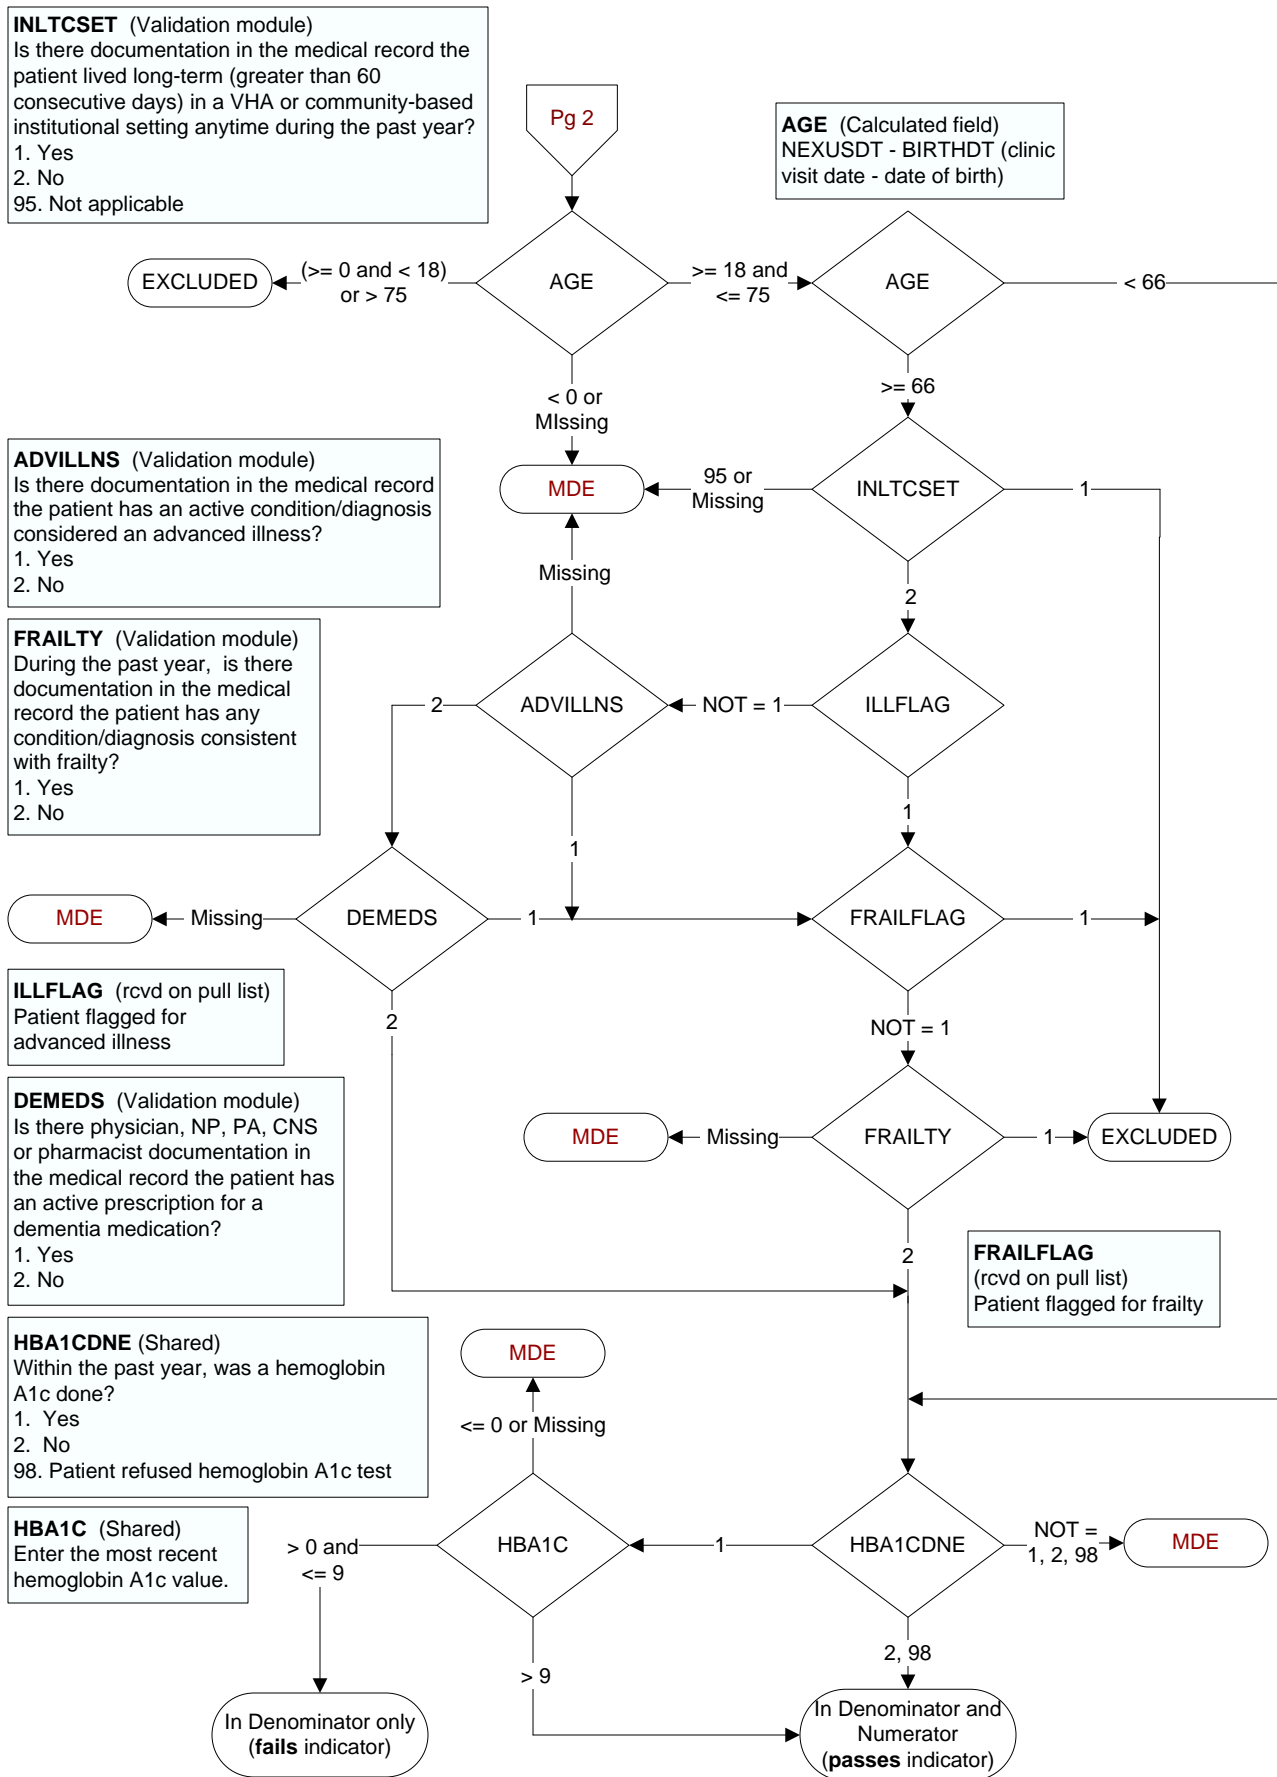 INLTCSET (Validation module)
Is there documentation in the medical record the
patient lived long-term (greater than 60
consecutive days) in a VHA or community-based
institutional setting anytime during the past year?
1. Yes
2. No
95. Not applicable
Pg 2
AGE (Calculated field)
NEXUSDT - BIRTHDT (clinic
visit date - date of birth)
EXCLUDED
(>= 0 and < 18)
or > 75
AGE
>= 18 and
<= 75
AGE
< 66
< 0 or
MIssing
>= 66
ADVILLNS (Validation module)
Is there documentation in the medical record
the patient has an active condition/diagnosis
considered an advanced illness?
1. Yes
2. No
MDE
95 or
Missing
INLTCSET
1
Missing
2
FRAILTY (Validation module)
During the past year, is there
documentation in the medical
record the patient has any
condition/diagnosis consistent
with frailty?
1. Yes
2. No
2
ADVILLNS
NOT = 1
ILLFLAG
1
1
MDE
Missing
DEMEDS
1
FRAILFLAG
1
ILLFLAG (rcvd on pull list)
Patient flagged for
advanced illness
2
NOT = 1
DEMEDS (Validation module)
Is there physician, NP, PA, CNS
or pharmacist documentation in
the medical record the patient has
an active prescription for a
dementia medication?
1. Yes
2. No
MDE
Missing
FRAILTY
1
EXCLUDED
2
FRAILFLAG
(rcvd on pull list)
Patient flagged for frailty
HBA1CDNE (Shared)
Within the past year, was a hemoglobin
A1c done?
1. Yes
2. No
98. Patient refused hemoglobin A1c test
MDE
<= 0 or Missing
HBA1C (Shared)
Enter the most recent
hemoglobin A1c value.
> 0 and
<= 9
HBA1C
1
HBA1CDNE
NOT =
1, 2, 98
MDE
> 9
2, 98
In Denominator only
(fails indicator)
In Denominator and
Numerator
(passes indicator)